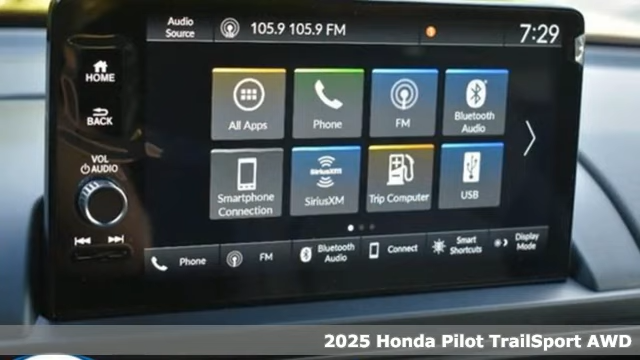 Audio
Source
105.9 105.9 FM
7:29
HOME
BACK
VOL
AUDIO
All Apps
Phone
FM
Bluetooth
Audio
Smartphone
Connection
SiriusXM
SiriusXM
Trip Computer
USB
Phone
FM
Bluetooth
Audio
Connect
Smart
Shortcuts
Display
Mode
2025 Honda Pilot TrailSport AWD